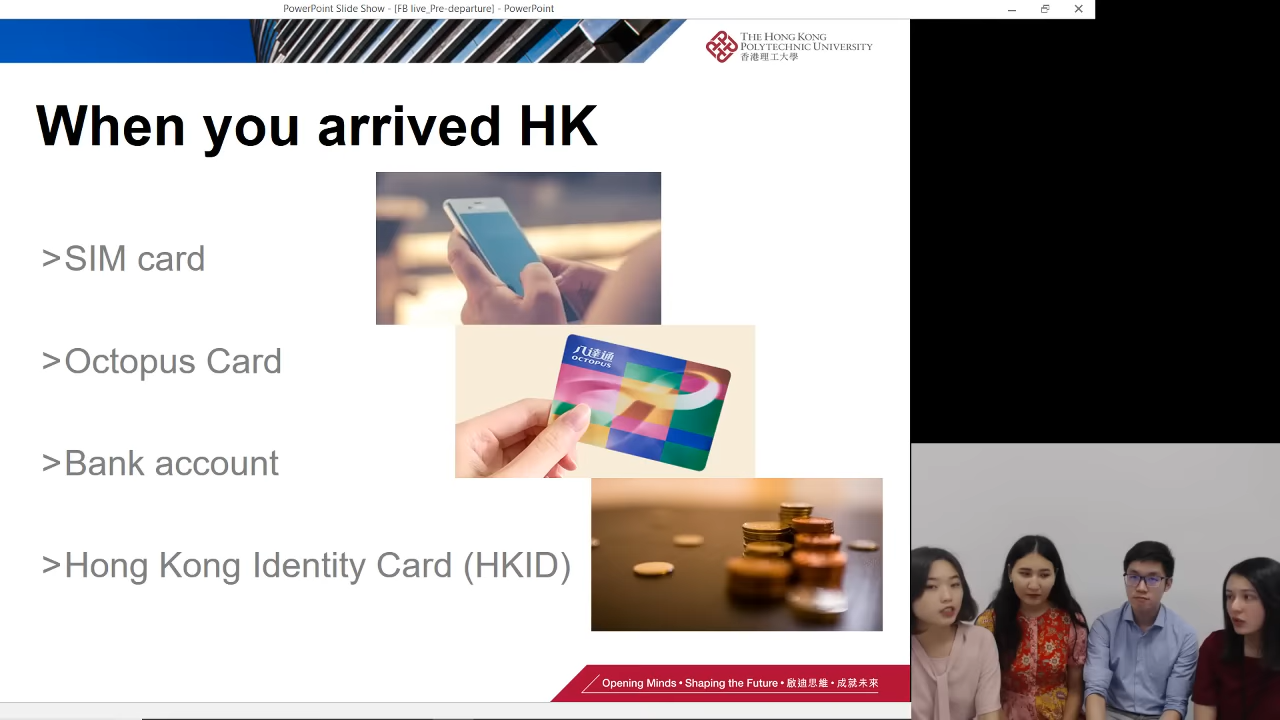 PowerPoint Slide Show - [FB live_Pre-departure] - PowerPoint
THE HONG KONG
POLYTECHNIC UNIVERSITY
香港理工大學
When you arrived HK
>SIM card
>Octopus Card
>Bank account
>Hong Kong Identity Card (HKID)
八達通
OCTOPUS
Opening Minds • Shaping the Future • 啟迪思維 • 成就未來